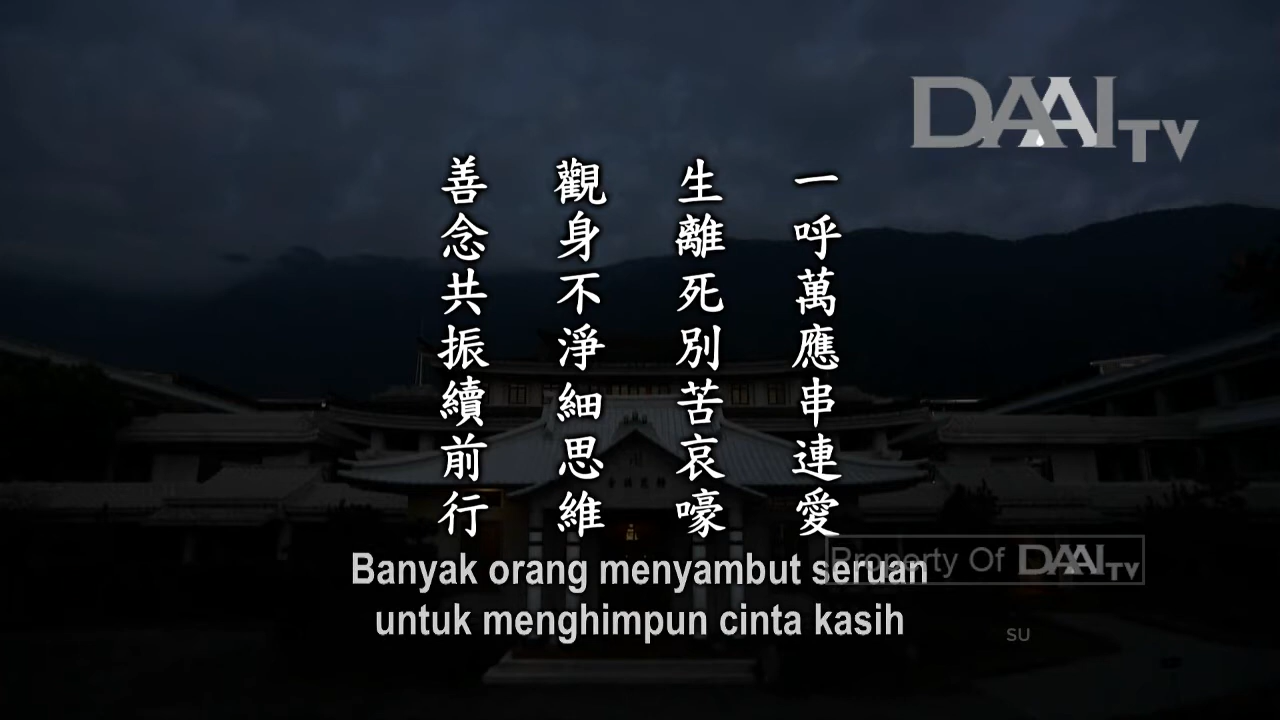 DAAI TV
一呼萬應串連愛
生離死別苦哀嚎
觀身不淨細思維
善念共振續前行
Banyak orang menyambut seruan
untuk menghimpun cinta kasih
Property Of DAAI TV
SU